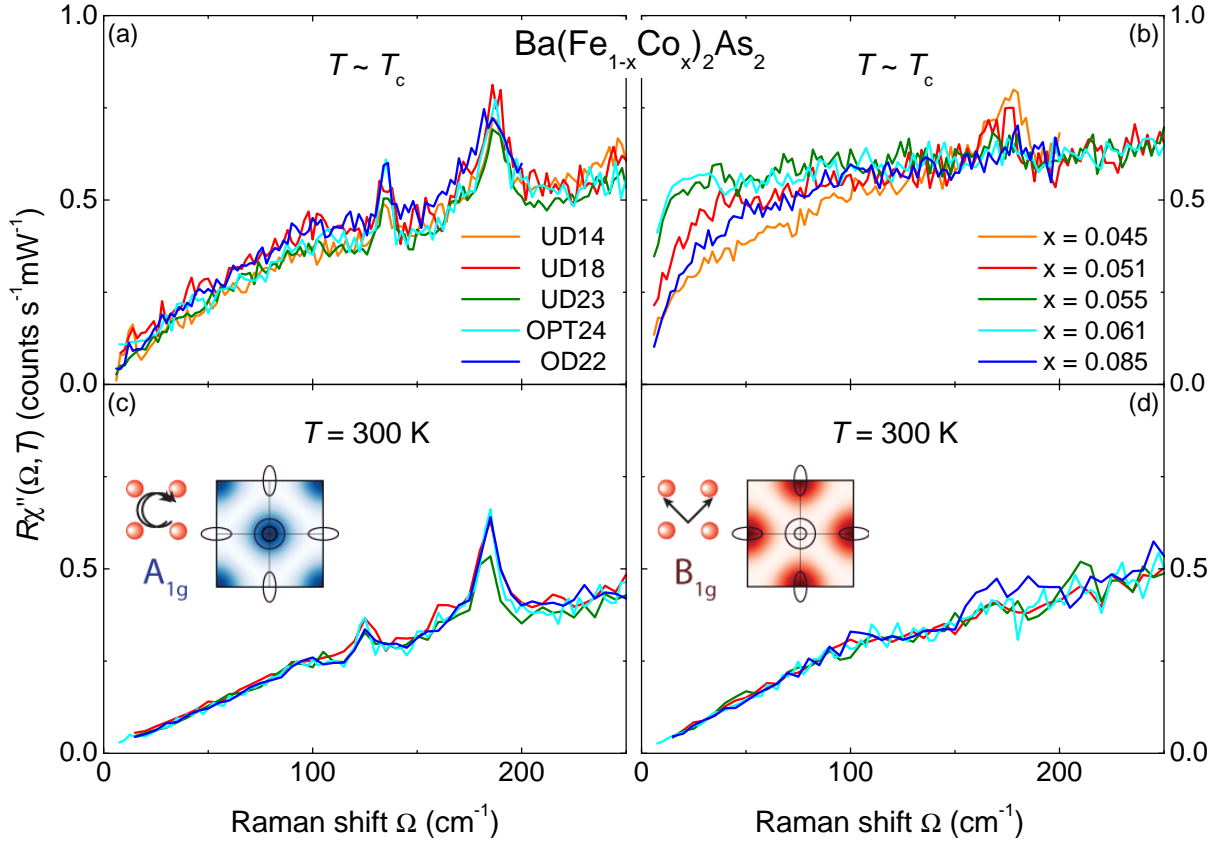 Ba(Fe₁₋ₓCoₓ)₂As₂
(a)
T ~ T_c
1.0
0.5
0.0
UD14
UD18
UD23
OPT24
OD22
(b)
T ~ T_c
1.0
0.5
0.0
x = 0.045
x = 0.051
x = 0.055
x = 0.061
x = 0.085
Rχ''(Ω,T) (counts s⁻¹mW⁻¹)
(c)
T = 300 K
A₁g
0.5
0.0
0
100
200
Raman shift Ω (cm⁻¹)
(d)
T = 300 K
B₁g
0.5
0.0
0
100
200
Raman shift Ω (cm⁻¹)